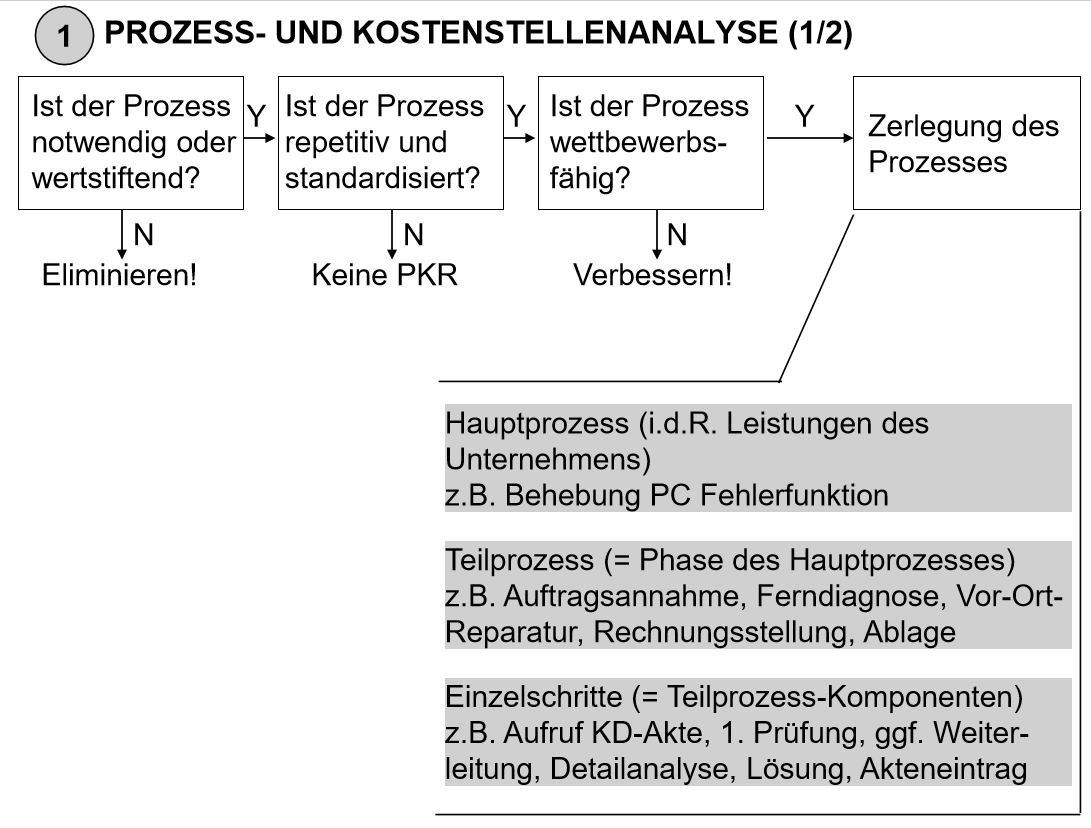 1 PROZESS- UND KOSTENSTELLENANALYSE (1/2)
Ist der Prozess
notwendig oder
wertstiftend?
Y
Ist der Prozess
repetitiv und
standardisiert?
Y
Ist der Prozess
wettbewerbs-
fähig?
Y
Zerlegung des
Prozesses
N
Eliminieren!
N
Keine PKR
N
Verbessern!
Hauptprozess (i.d.R. Leistungen des
Unternehmens)
z.B. Behebung PC Fehlerfunktion
Teilprozess (= Phase des Hauptprozesses)
z.B. Auftragsannahme, Ferndiagnose, Vor-Ort-
Reparatur, Rechnungsstellung, Ablage
Einzelschritte (= Teilprozess-Komponenten)
z.B. Aufruf KD-Akte, 1. Prüfung, ggf. Weiter-
leitung, Detailanalyse, Lösung, Akteneintrag